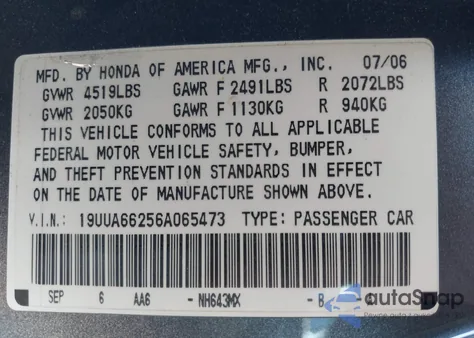 MFD. BY HONDA OF AMERICA MFG., INC. 07/06
GVWR 4519LBS GAWR F 2491LBS R 2072LBS
GVWR 2050KG GAWR F 1130KG R 940KG
THIS VEHICLE CONFORMS TO ALL APPLICABLE
FEDERAL MOTOR VEHICLE SAFETY, BUMPER,
AND THEFT PREVENTION STANDARDS IN EFFECT
ON THE DATE OF MANUFACTURE SHOWN ABOVE.
V.I.N.: 19UUA66256A065473 TYPE: PASSENGER CAR
SEP 6 AA6 - NH643MX - B -
autoSnap
Pewne auto z